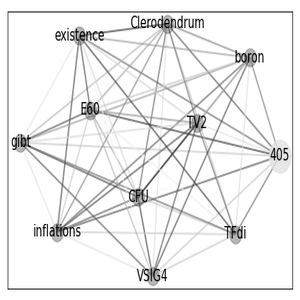 Clerodendrum
existence
boron
E60
TV2
gibt
405
CFU
inflations
TFdi
VSIG4